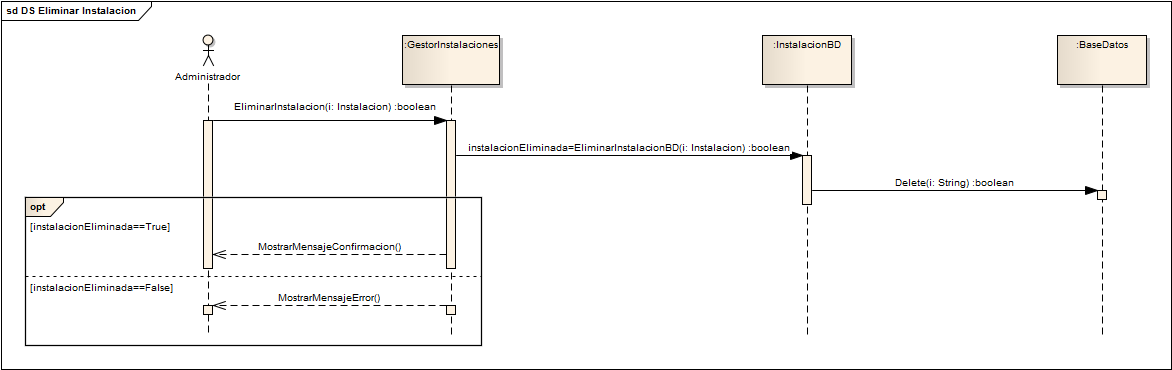 sd DS Eliminar Instalacion
:GestorInstalaciones
:InstalacionBD
:BaseDatos
Administrador
EliminarInstalacion(i: Instalacion) :boolean
instalacionEliminada=EliminarInstalacionBD(i: Instalacion) :boolean
Delete(i: String) :boolean
opt
[instalacionEliminada==True]
MostrarMensajeConfirmacion()
[instalacionEliminada==False]
MostrarMensajeError()